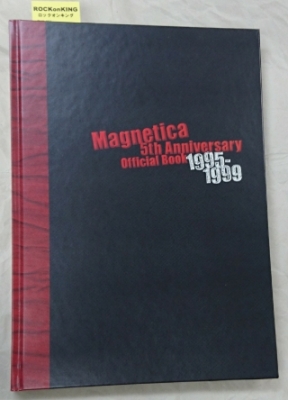 ROCKonKING
ロックオンキング
Magnetica
5th Anniversary
Official Book 1995-
1999